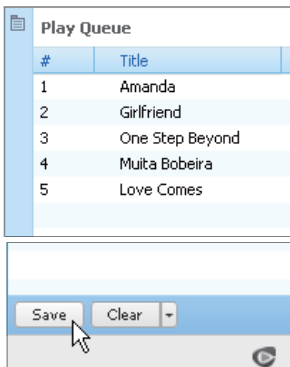 Play Queue
# Title
1 Amanda
2 Girlfriend
3 One Step Beyond
4 Muita Bobeira
5 Love Comes
Save Clear